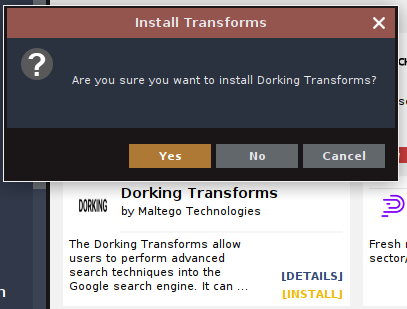 Install Transforms
Are you sure you want to install Dorking Transforms?
Yes
No
Cancel
DORKING
Dorking Transforms
by Maltego Technologies
The Dorking Transforms allow
users to perform advanced
search techniques into the
Google search engine. It can ...
[DETAILS]
[INSTALL]
Fresh
sector/